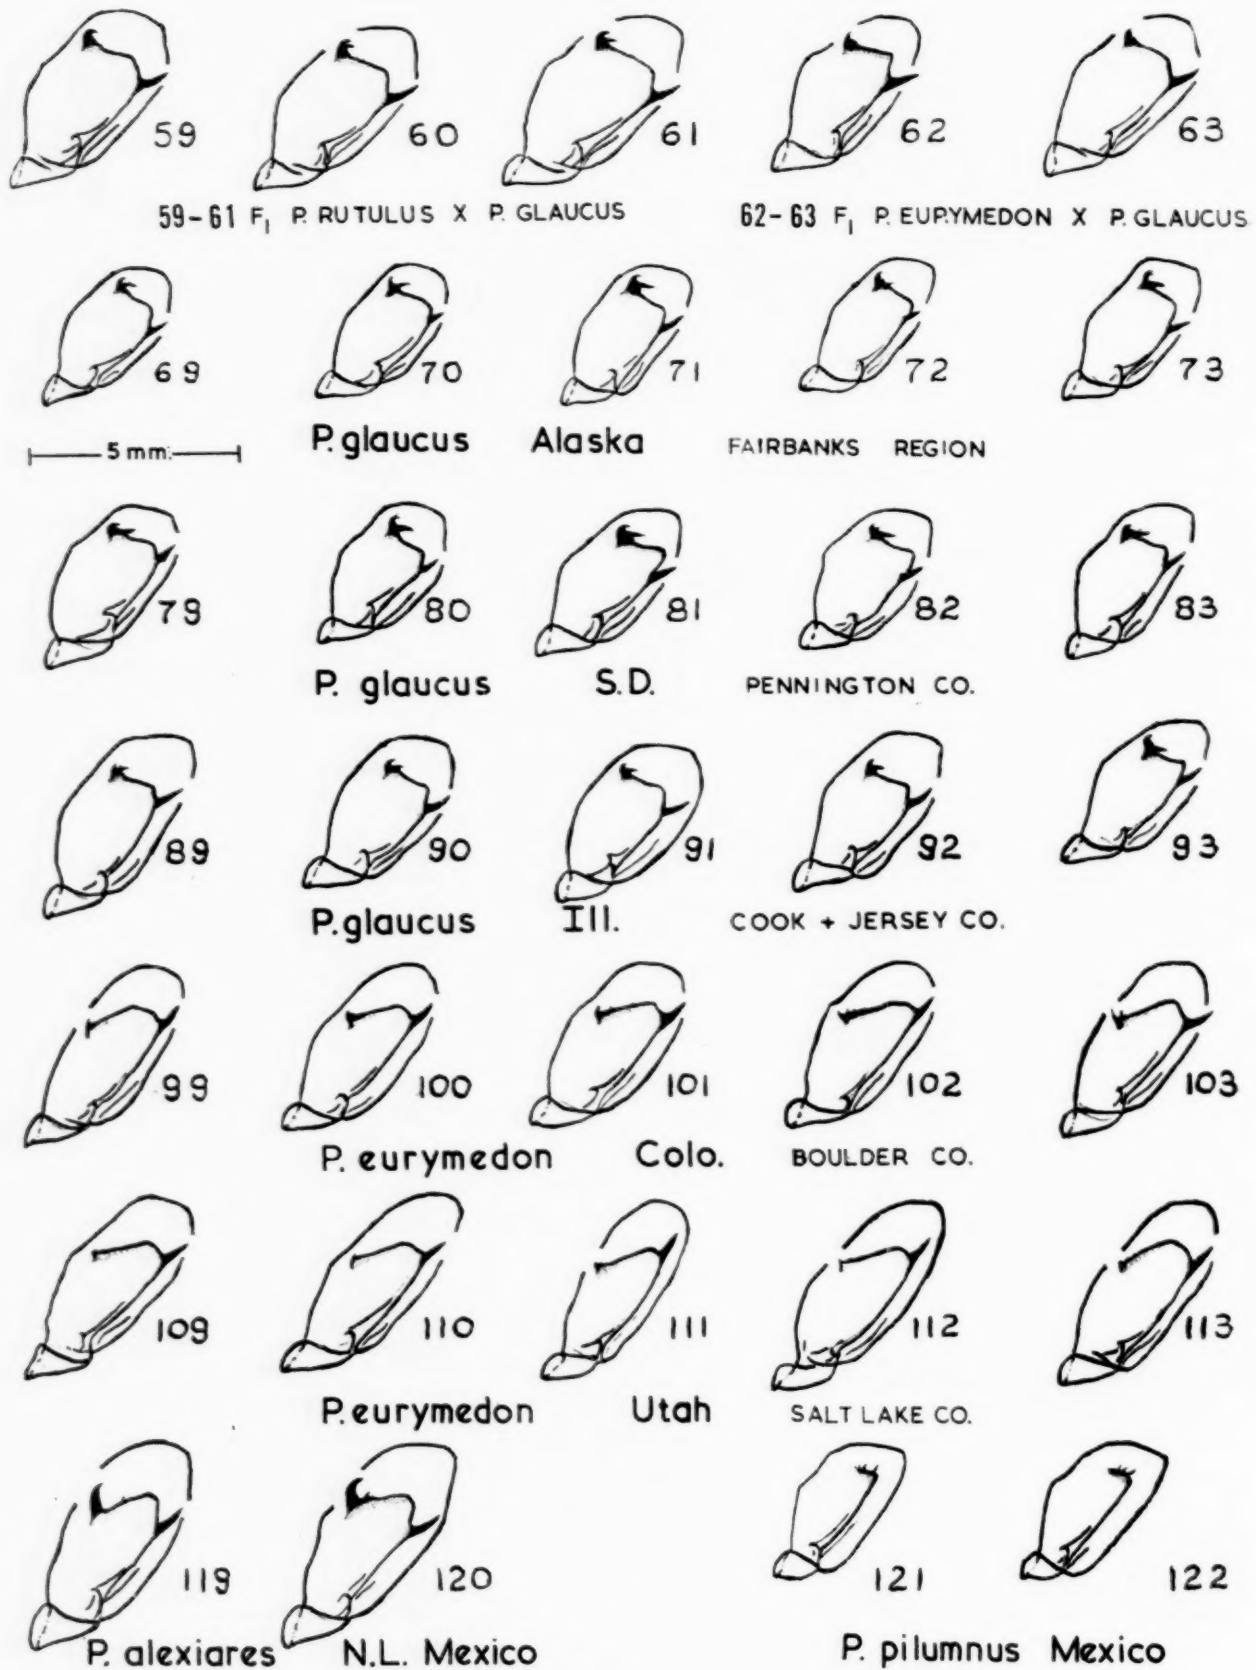 59 60 61 62 63
59-61 F₁ P. RUTULUS X P. GLAUCUS 62-63 F₁ P. EURYMEDON X P. GLAUCUS
69 70 71 72 73
5 mm. P. glaucus Alaska FAIRBANKS REGION
79 80 81 82 83
P. glaucus S.D. PENNINGTON CO.
89 90 91 92 93
P. glaucus Ill. COOK + JERSEY CO.
99 100 101 102 103
P. eurymedon Colo. BOULDER CO.
109 110 111 112 113
P. eurymedon Utah SALT LAKE CO.
119 120 121 122
P. alexiares N.L. Mexico P. pilumnus Mexico